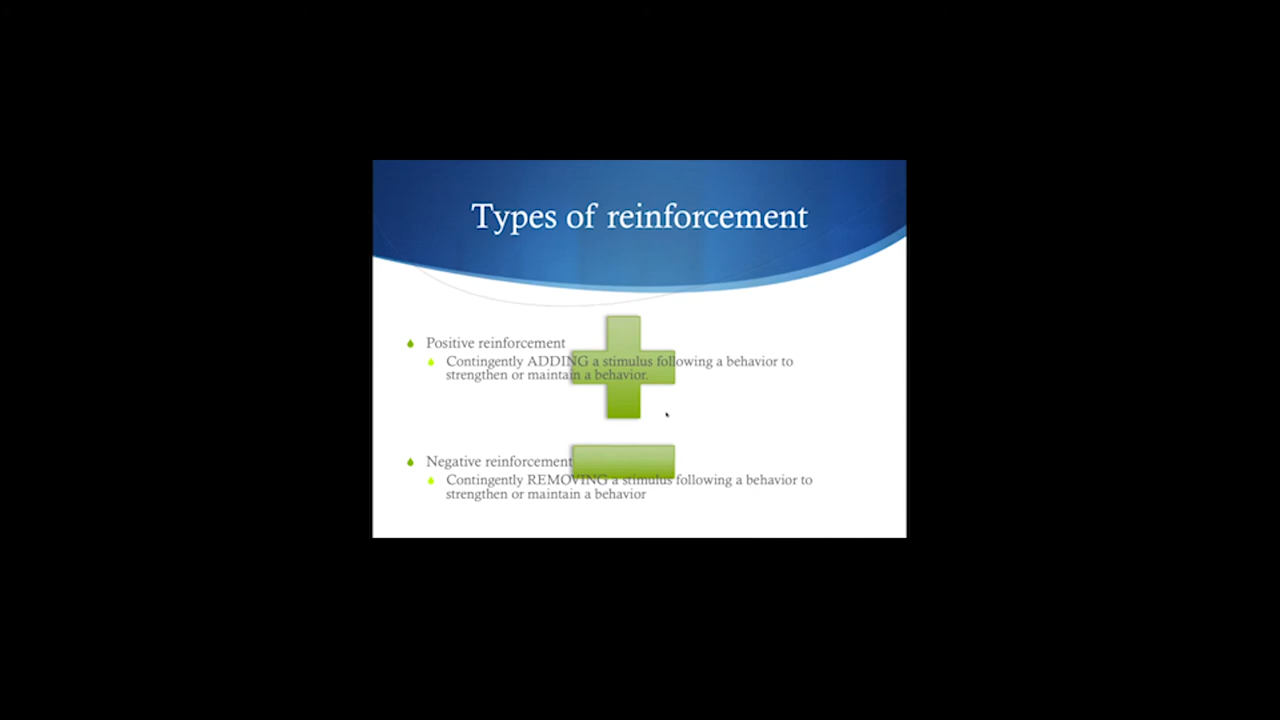 Types of reinforcement
Positive reinforcement
Contingently ADDING a stimulus following a behavior to
strengthen or maintain a behavior.
Negative reinforcement
Contingently REMOVING a stimulus following a behavior to
strengthen or maintain a behavior